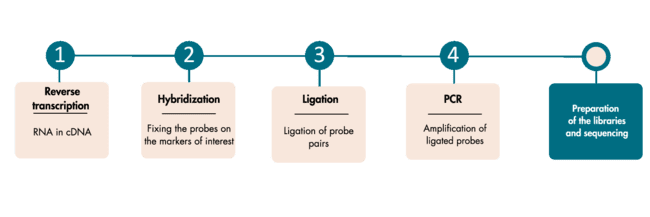 1
Reverse
transcription
RNA in cDNA
2
Hybridization
Fixing the probes on
the markers of interest
3
Ligation
Ligation of probe
pairs
4
PCR
Amplification of
ligated probes
Preparation
of the libraries
and sequencing